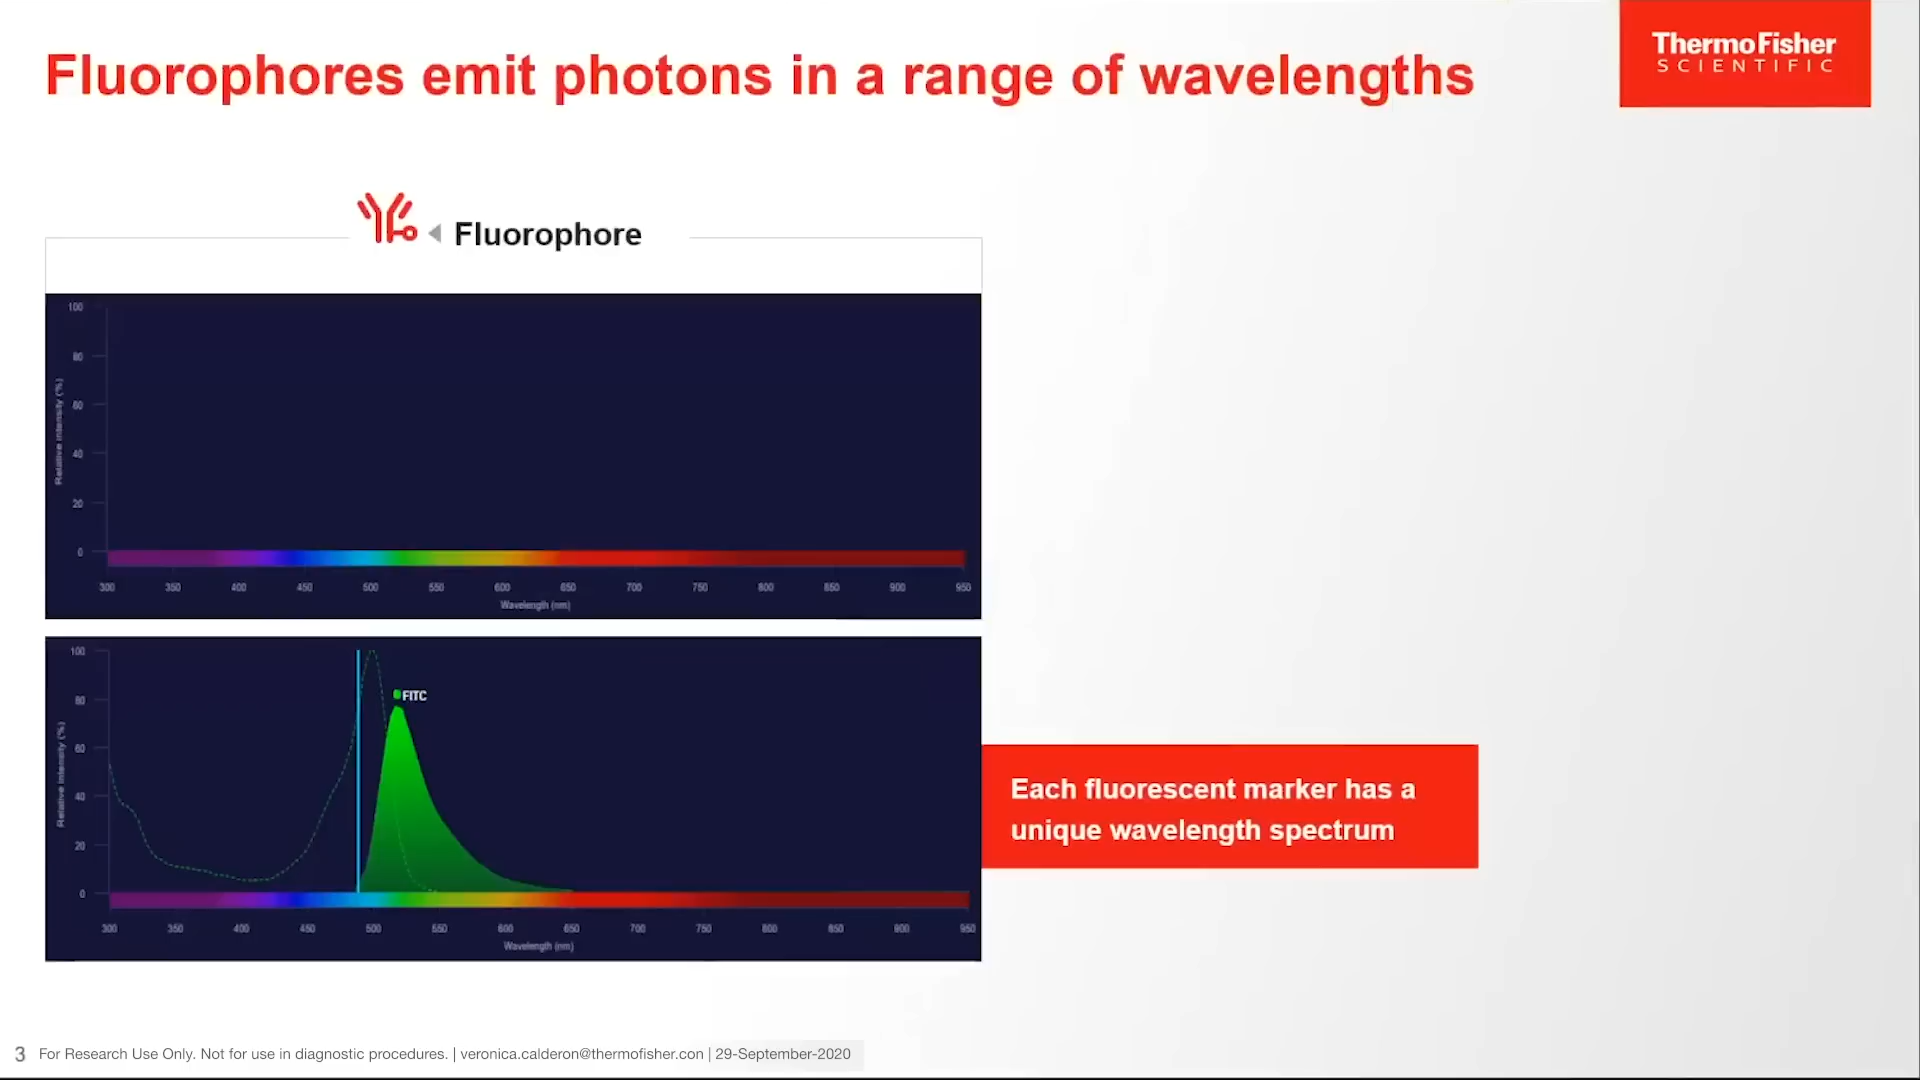 Fluorophores emit photons in a range of wavelengths
ThermoFisher
SCIENTIFIC
Fluorophore
100
80
60
40
20
0
Relative intensity (%)
300 350 400 450 500 550 600 650 700 750 800 850 900 950
Wavelength (nm)
100
80
60
40
20
0
Relative intensity (%)
FITC
300 350 400 450 500 550 600 650 700 750 800 850 900 950
Wavelength (nm)
Each fluorescent marker has a
unique wavelength spectrum
3 For Research Use Only. Not for use in diagnostic procedures. | veronica.calderon@thermofisher.con | 29-September-2020